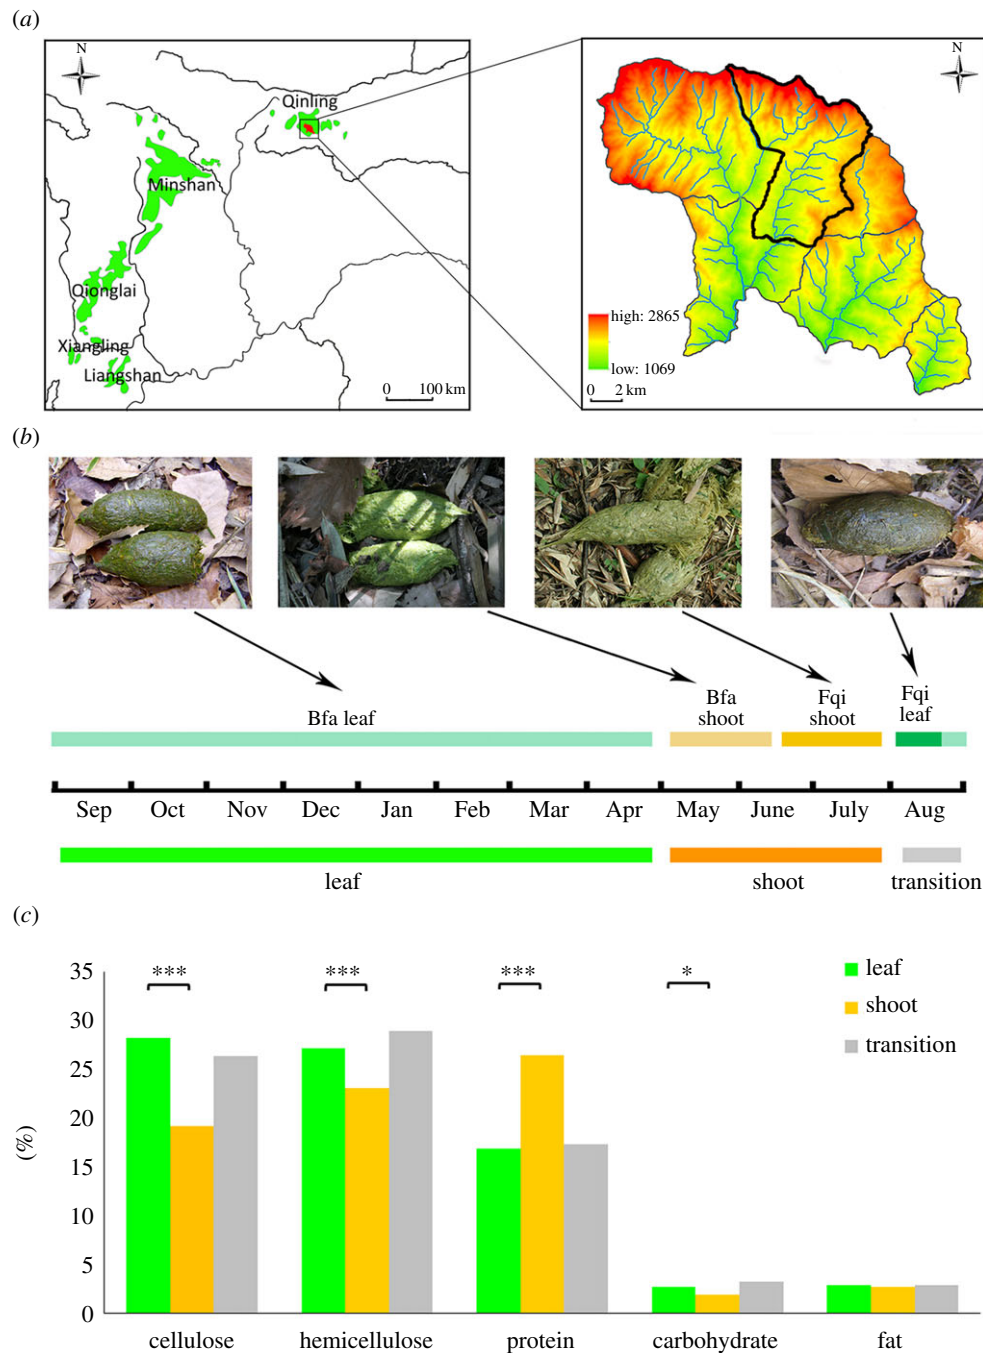 (a)
N
Qinling
Minshan
Qionglai
Xiangling
Liangshan
0 100 km
N
high: 2865
low: 1069
0 2 km
(b)
Bfa leaf
Bfa shoot
Fqi shoot
Fqi leaf
Sep Oct Nov Dec Jan Feb Mar Apr May June July Aug
leaf shoot transition
(c)
(%)
35
30
25
20
15
10
5
0
*** *** *** *
leaf
shoot
transition
cellulose hemicellulose protein carbohydrate fat